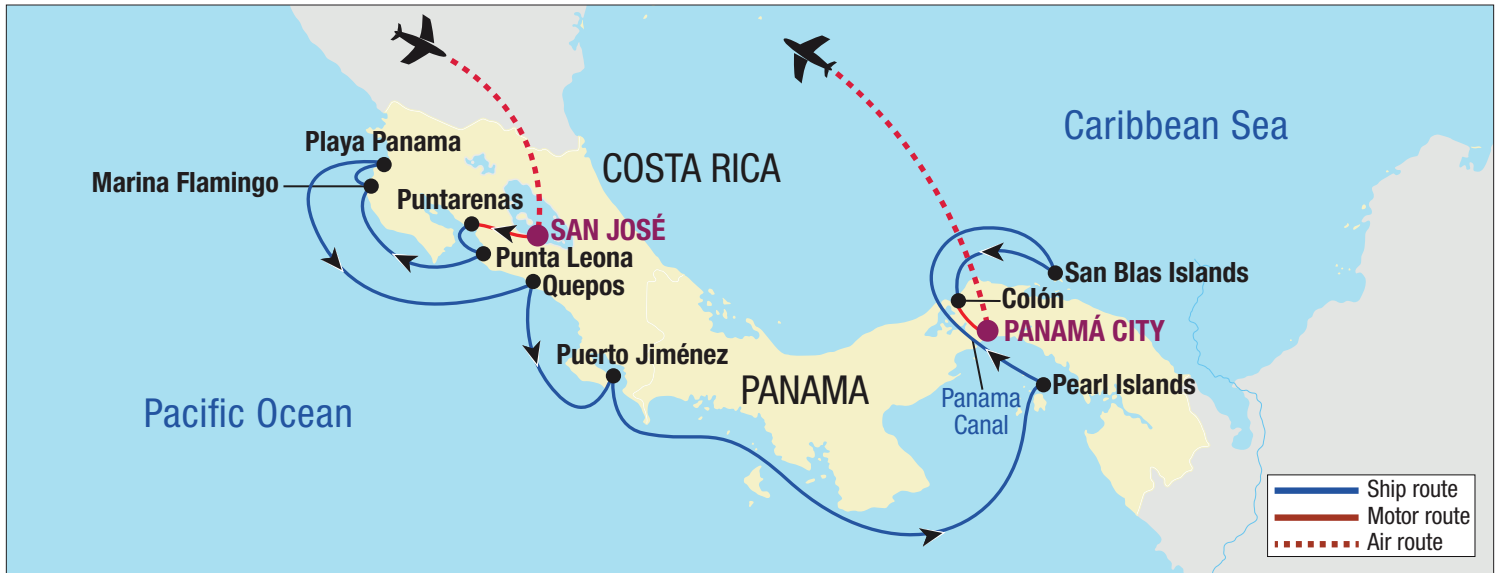 Caribbean Sea
Playa Panama
COSTA RICA
Marina Flamingo
Puntarenas
SAN JOSÉ
Punta Leona
San Blas Islands
Quepos
Colón
PANAMÁ CITY
Puerto Jiménez
PANAMA
Pearl Islands
Panama
Canal
Pacific Ocean
Ship route
Motor route
Air route